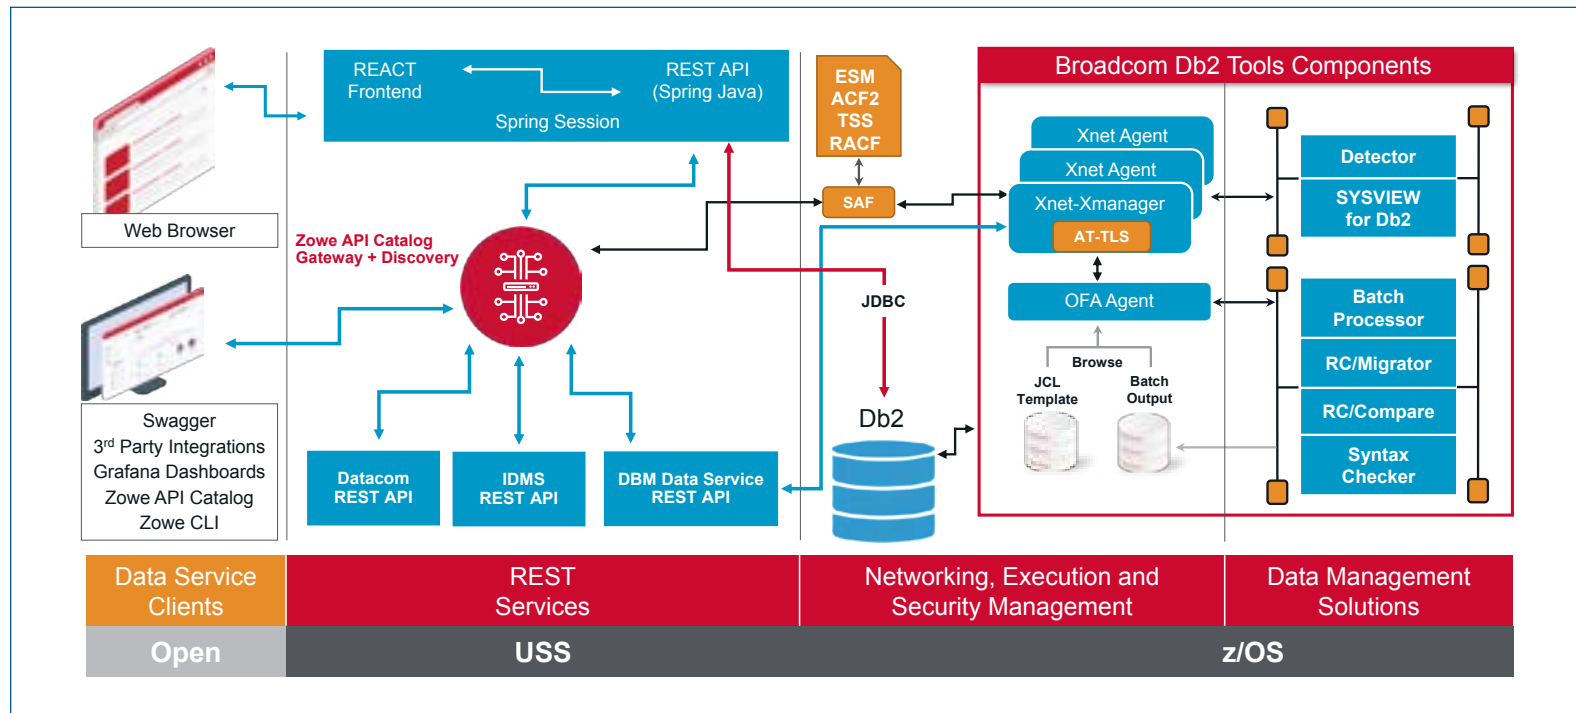 REACT
Frontend
REST API
(Spring Java)
Spring Session
ESM
ACF2
TSS
RACF
SAF
Broadcom Db2 Tools Components
Xnet Agent
Xnet Agent
Xnet-Xmanager
AT-TLS
OFA Agent
Browse
JCL
Template
Batch
Output
Detector
SYSVIEW
for Db2
Batch
Processor
RC/Migrator
RC/Compare
Syntax
Checker
Web Browser
Zowe API Catalog
Gateway + Discovery
JDBC
Db2
Swagger
3rd Party Integrations
Grafana Dashboards
Zowe API Catalog
Zowe CLI
Datacom
REST API
IDMS
REST API
DBM Data Service
REST API
Data Service
Clients
REST
Services
Networking, Execution and
Security Management
Data Management
Solutions
Open
USS
z/OS